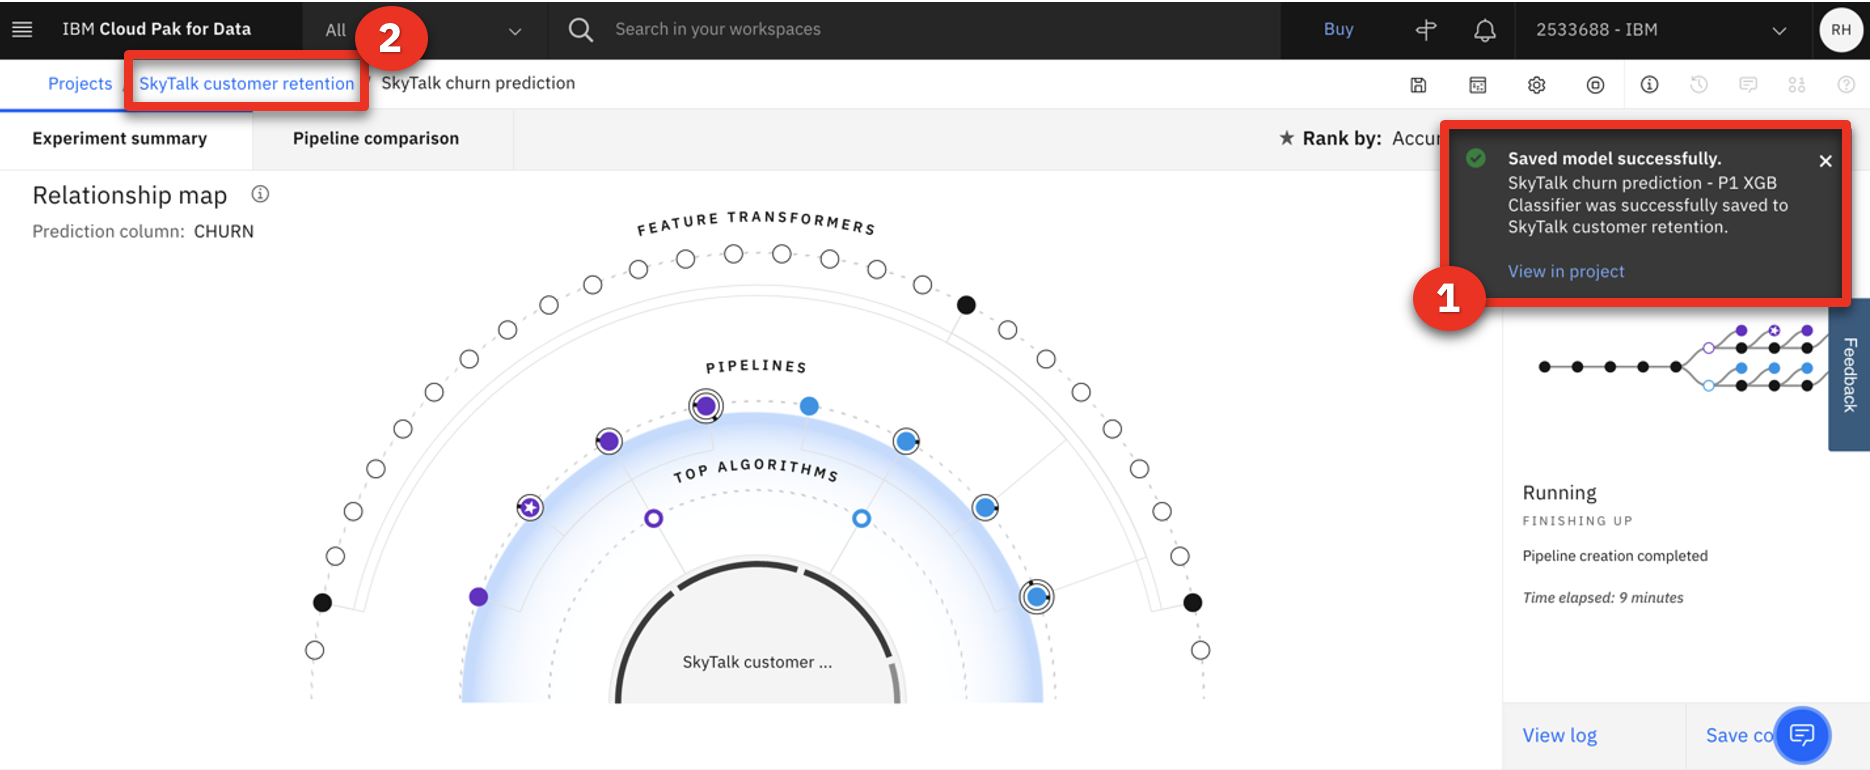 IBM Cloud Pak for Data
All
Search in your workspaces
Buy
2533688 - IBM
RH
2
Projects
SkyTalk customer retention
SkyTalk churn prediction
Experiment summary
Pipeline comparison
★ Rank by:
Saved model successfully.
SkyTalk churn prediction - P1 XGB
Classifier was successfully saved to
SkyTalk customer retention.
View in project
1
Relationship map
Prediction column: CHURN
FEATURE TRANSFORMERS
PIPELINES
TOP ALGORITHMS
SkyTalk customer ...
Feedback
Running
FINISHING UP
Pipeline creation completed
Time elapsed: 9 minutes
View log
Save